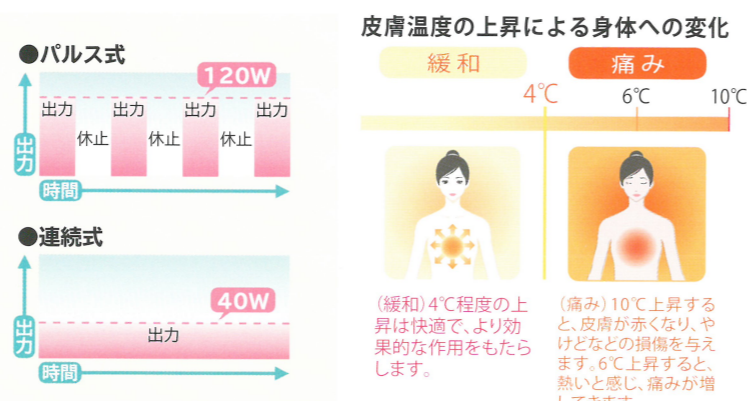 ●パルス式
120W
出力 出力 出力 出力
休止 休止 休止
出力
時間
●連続式
40W
出力
出力
時間
皮膚温度の上昇による身体への変化
緩和
痛み
4℃ 6℃ 10℃
(緩和)4℃程度の上
昇は快適で、より効
果的な作用をもたら
します。
(痛み)10℃上昇する
と、皮膚が赤くなり、や
けどなどの損傷を与え
ます。6℃上昇すると、
熱いと感じ、痛みが増
してきます。